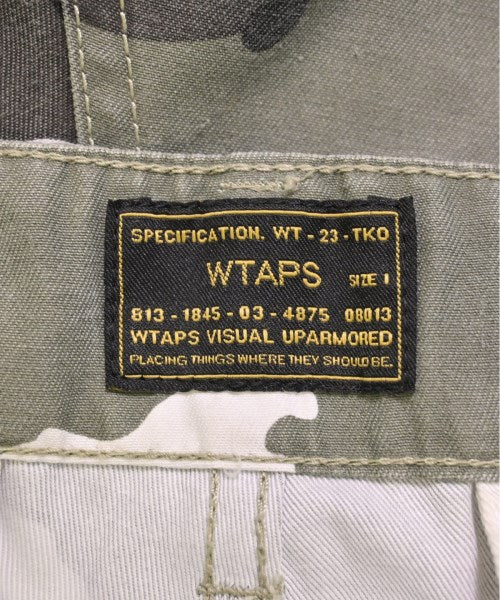 SPECIFICATION. WT - 23 - TKO
WTAPS SIZE 1
813 - 1845 - 03 - 4875 08013
WTAPS VISUAL UPARMORED
PLACING THINGS WHERE THEY SHOULD BE.